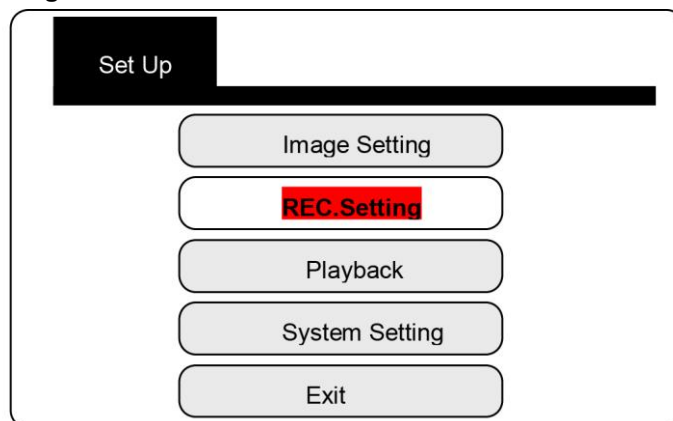 Set Up
Image Setting
REC.Setting
Playback
System Setting
Exit